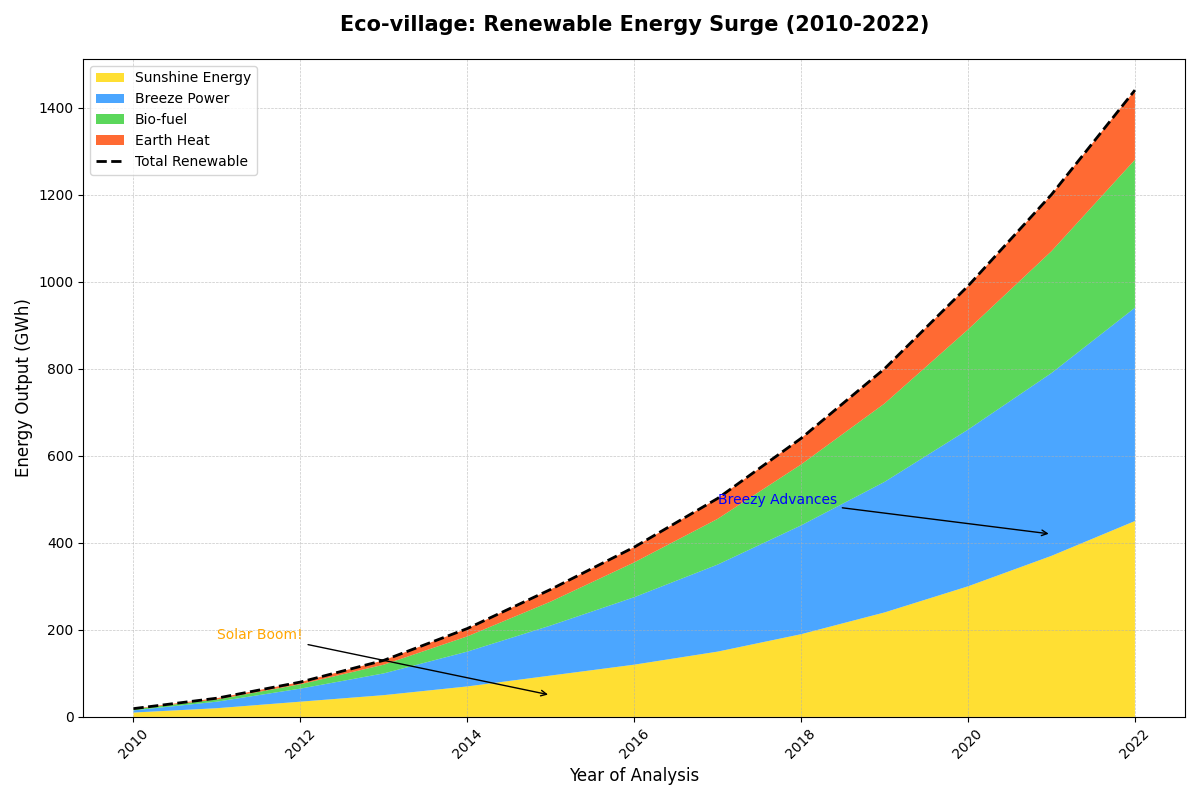 Eco-village: Renewable Energy Surge (2010-2022)
Sunshine Energy
Breeze Power
Bio-fuel
Earth Heat
Total Renewable
Energy Output (GWh)
1400
1200
1000
800
600
400
200
0
Breezy Advances
Solar Boom!
2010
2012
2014
2016
2018
2020
2022
Year of Analysis